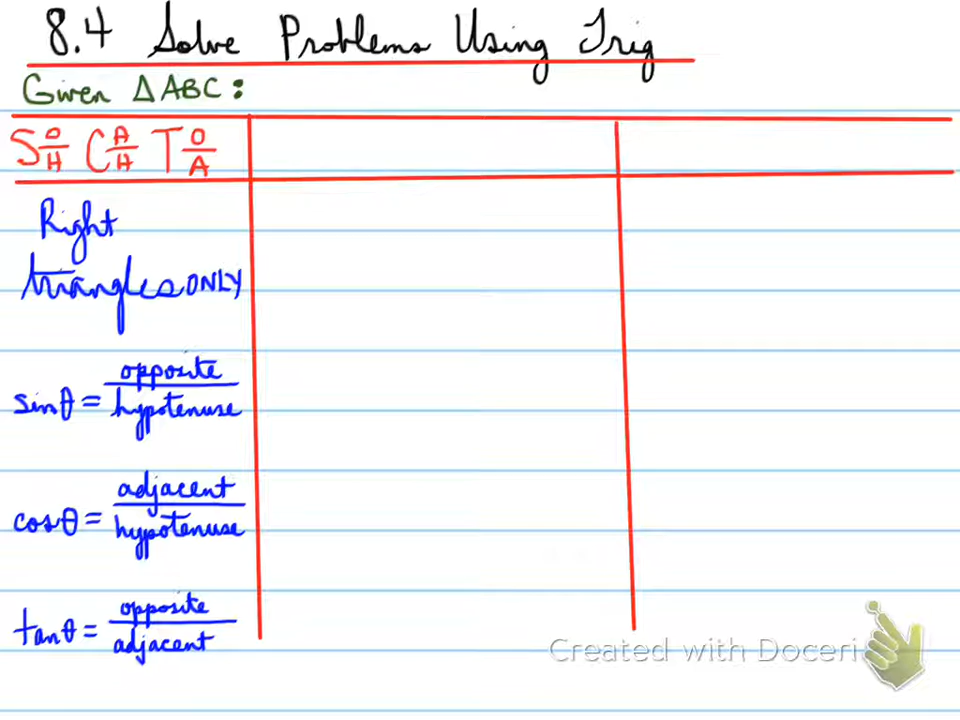 8.4 Solve Problems Using Trig
Given △ABC:
S O/H C A/H T O/A
Right
triangles ONLY
sinθ = opposite/hypotenuse
cosθ = adjacent/hypotenuse
tanθ = opposite/adjacent
Created with Doceri